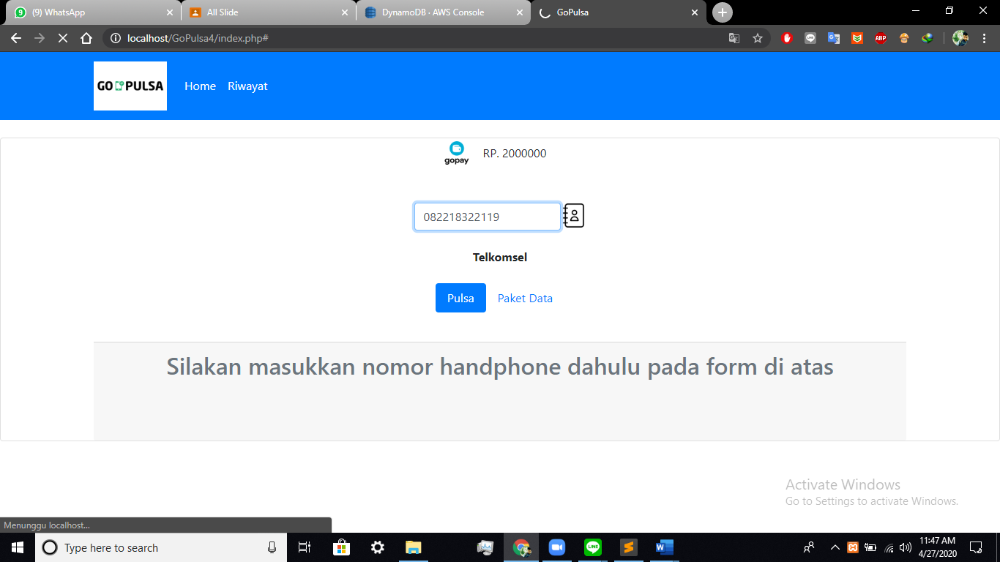 (9) WhatsApp
All Slide
DynamoDB · AWS Console
GoPulsa
localhost/GoPulsa4/index.php#
ABP
GO PULSA
Home
Riwayat
gopay
RP. 2000000
082218322119
Telkomsel
Pulsa
Paket Data
Silakan masukkan nomor handphone dahulu pada form di atas
Activate Windows
Go to Settings to activate Windows.
Menunggu localhost...
Type here to search
LINE
11:47 AM
4/27/2020